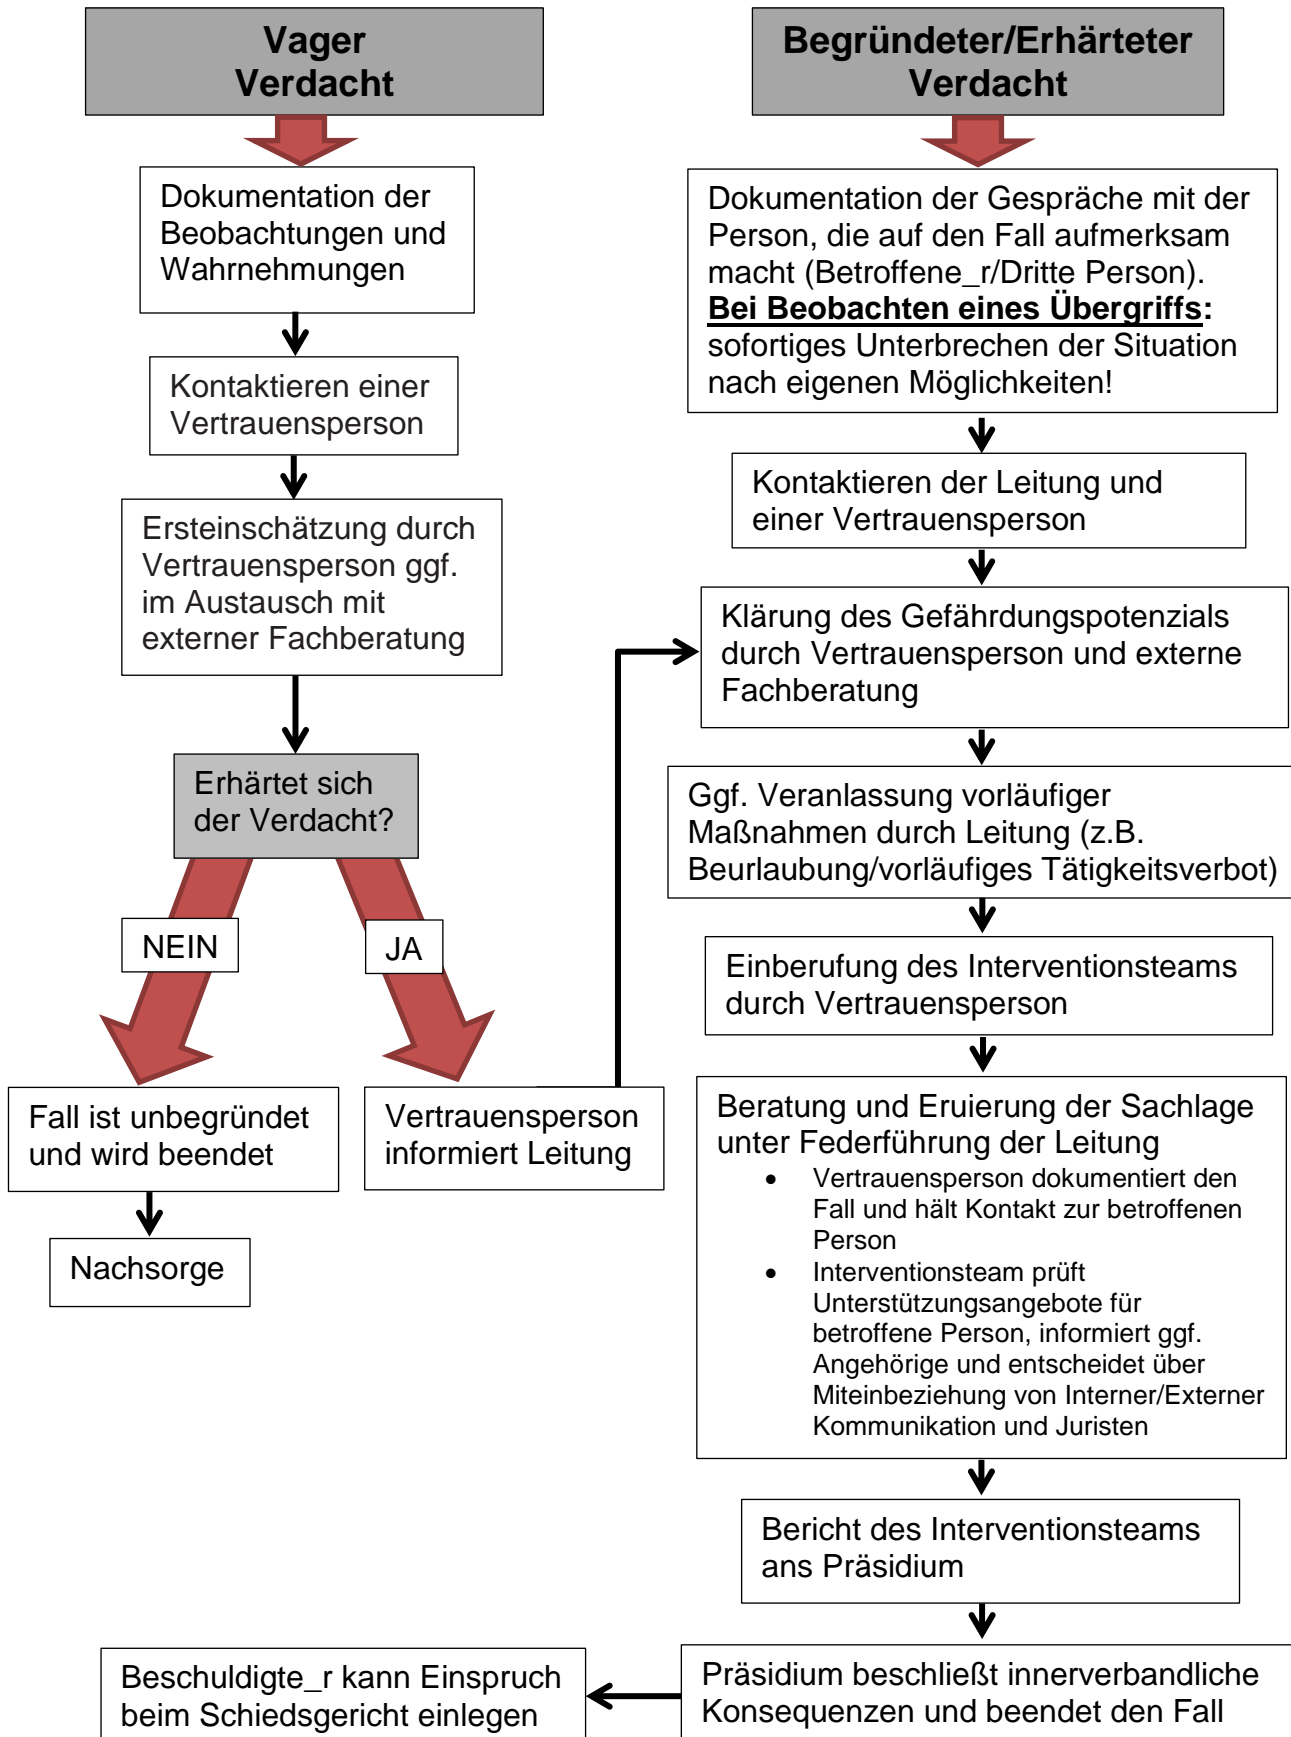 Vager
Verdacht
Dokumentation der
Beobachtungen und
Wahrnehmungen
Kontaktieren einer
Vertrauensperson
Ersteinschätzung durch
Vertrauensperson ggf.
im Austausch mit
externer Fachberatung
Erhärtet sich
der Verdacht?
NEIN
JA
Fall ist unbegründet
und wird beendet
Vertrauensperson
informiert Leitung
Nachsorge
Begründeter/Erhärteter
Verdacht
Dokumentation der Gespräche mit der
Person, die auf den Fall aufmerksam
macht (Betroffene_r/Dritte Person).
Bei Beobachten eines Übergriffs:
sofortiges Unterbrechen der Situation
nach eigenen Möglichkeiten!
Kontaktieren der Leitung und
einer Vertrauensperson
Klärung des Gefährdungspotenzials
durch Vertrauensperson und externe
Fachberatung
Ggf. Veranlassung vorläufiger
Maßnahmen durch Leitung (z.B.
Beurlaubung/vorläufiges Tätigkeitsverbot)
Einberufung des Interventionsteams
durch Vertrauensperson
Beratung und Eruierung der Sachlage
unter Federführung der Leitung
• Vertrauensperson dokumentiert den
Fall und hält Kontakt zur betroffenen
Person
• Interventionsteam prüft
Unterstützungsangebote für
betroffene Person, informiert ggf.
Angehörige und entscheidet über
Miteinbeziehung von Interner/Externer
Kommunikation und Juristen
Bericht des Interventionsteams
ans Präsidium
Präsidium beschließt innerverbandliche
Konsequenzen und beendet den Fall
Beschuldigte_r kann Einspruch
beim Schiedsgericht einlegen